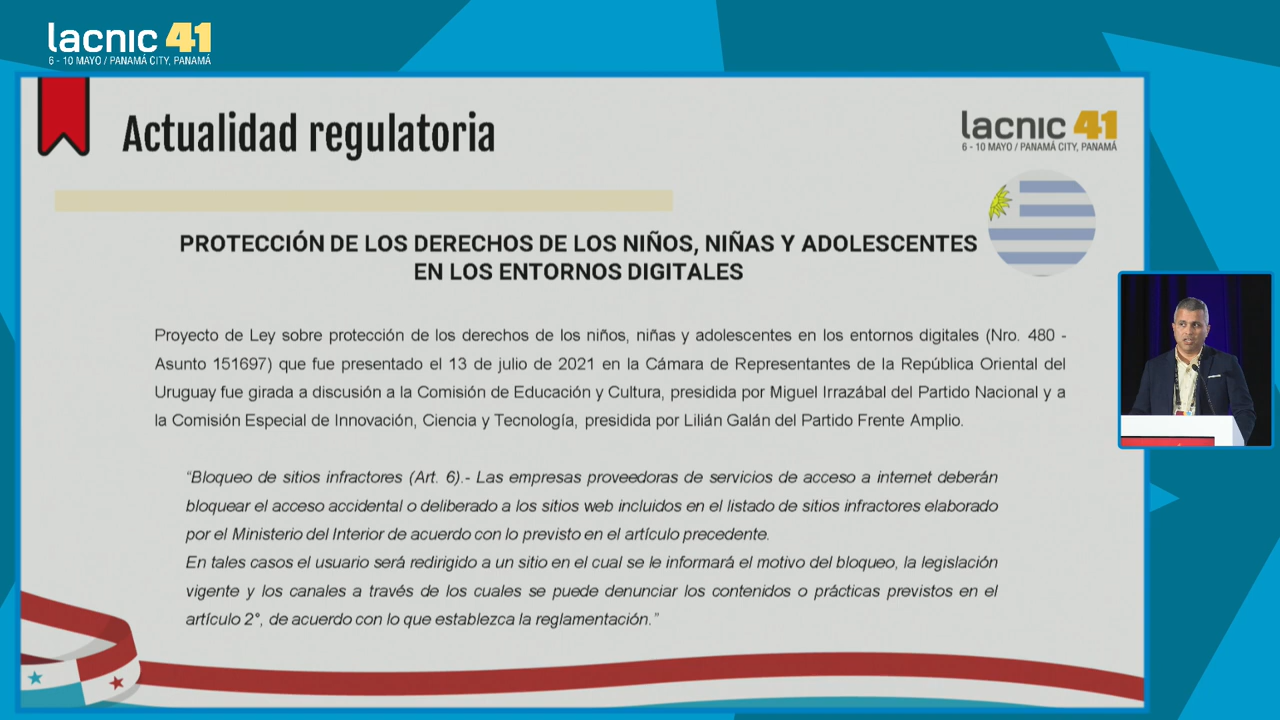 lacnic 41
6 - 10 MAYO / PANAMÁ CITY, PANAMÁ
Actualidad regulatoria
lacnic 41
6 - 10 MAYO / PANAMÁ CITY, PANAMÁ
PROTECCIÓN DE LOS DERECHOS DE LOS NIÑOS, NIÑAS Y ADOLESCENTES
EN LOS ENTORNOS DIGITALES
Proyecto de Ley sobre protección de los derechos de los niños, niñas y adolescentes en los entornos digitales (Nro. 480 -
Asunto 151697) que fue presentado el 13 de julio de 2021 en la Cámara de Representantes de la República Oriental del
Uruguay fue girada a discusión a la Comisión de Educación y Cultura, presidida por Miguel Irrazábal del Partido Nacional y a
la Comisión Especial de Innovación, Ciencia y Tecnología, presidida por Lilián Galán del Partido Frente Amplio.
“Bloqueo de sitios infractores (Art. 6).- Las empresas proveedoras de servicios de acceso a internet deberán
bloquear el acceso accidental o deliberado a los sitios web incluidos en el listado de sitios infractores elaborado
por el Ministerio del Interior de acuerdo con lo previsto en el artículo precedente.
En tales casos el usuario será redirigido a un sitio en el cual se le informará el motivo del bloqueo, la legislación
vigente y los canales a través de los cuales se puede denunciar los contenidos o prácticas previstos en el
artículo 2°, de acuerdo con lo que establezca la reglamentación.”